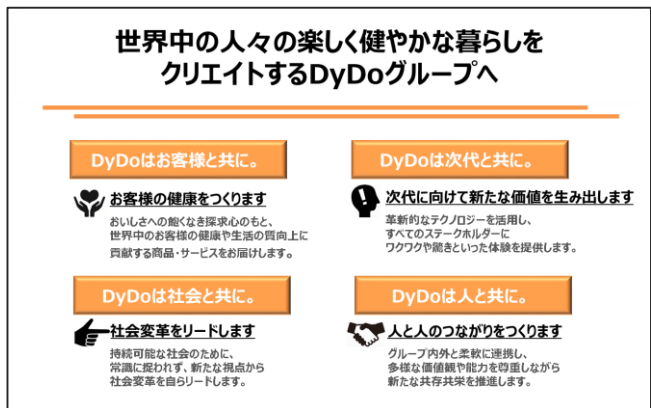 世界中の人々の楽しく健やかな暮らしを
クリエイトするDyDoグループへ
DyDoはお客様と共に。
お客様の健康をつくります
おいしさへの飽くなき探求心のもと、
世界中のお客様の健康や生活の質向上に
貢献する商品・サービスをお届けします。
DyDoは次代と共に。
次代に向けて新たな価値を生み出します
革新的なテクノロジーを活用し、
すべてのステークホルダーに
ワクワクや驚きといった体験を提供します。
DyDoは社会と共に。
社会変革をリードします
持続可能な社会のために、
常識に捉われず、新たな視点から
社会変革を自らリードします。
DyDoは人と共に。
人と人のつながりをつくります
グループ内外と柔軟に連携し、
多様な価値観や能力を尊重しながら
新たな共存共栄を推進します。